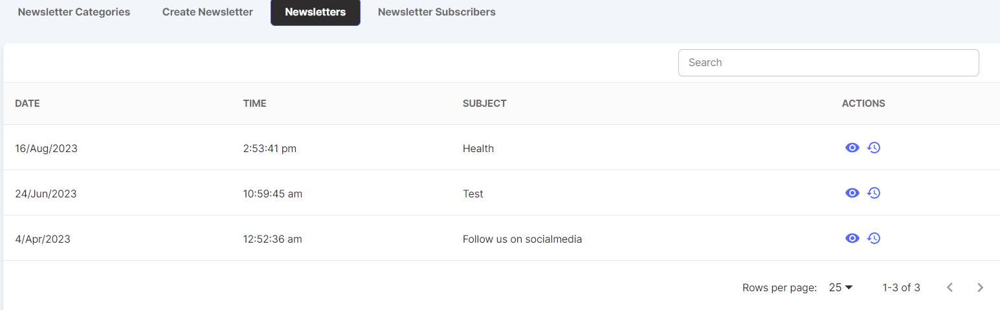 Newsletter Categories Create Newsletter Newsletters Newsletter Subscribers
Search
DATE TIME SUBJECT ACTIONS
16/Aug/2023 2:53:41 pm Health
24/Jun/2023 10:59:45 am Test
4/Apr/2023 12:52:36 am Follow us on socialmedia
Rows per page: 25 1-3 of 3